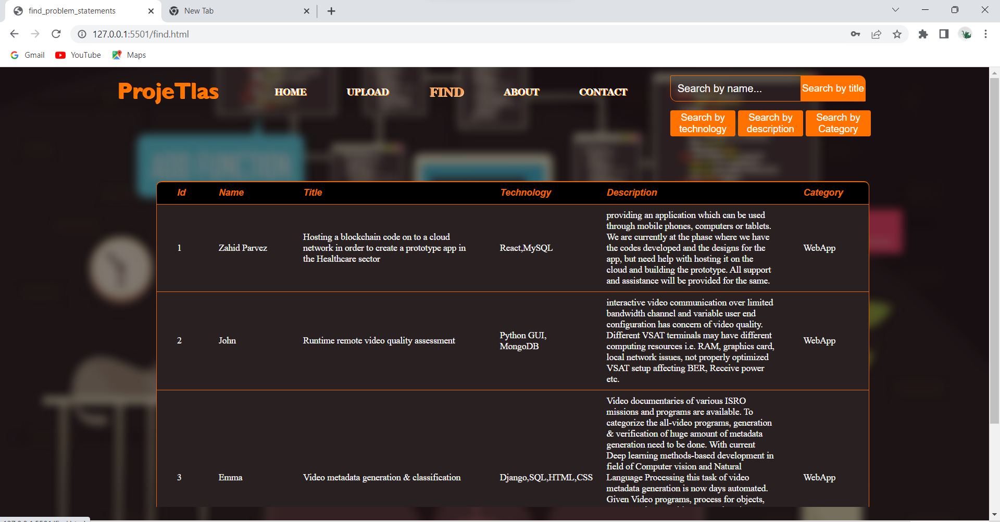 find_problem_statements
New Tab
127.0.0.1:5501/find.html
Gmail
YouTube
Maps
ProjeTlas
HOME
UPLOAD
FIND
ABOUT
CONTACT
Search by name...
Search by title
Search by
technology
Search by
description
Search by
Category
ADD FUNCTION
Id
Name
Title
Technology
Description
Category
1
Zahid Parvez
Hosting a blockchain code on to a cloud
network in order to create a prototype app in
the Healthcare sector
React,MySQL
providing an application which can be used
through mobile phones, computers or tablets.
We are currently at the phase where we have
the codes developed and the designs for the
app, but need help with hosting it on the
cloud and building the prototype. All support
and assistance will be provided for the same.
WebApp
2
John
Runtime remote video quality assessment
Python GUI,
MongoDB
interactive video communication over limited
bandwidth channel and variable user end
configuration has concern of video quality.
Different VSAT terminals may have different
computing resources i.e. RAM, graphics card,
local network issues, not properly optimized
VSAT setup affecting BER, Receive power
etc.
WebApp
3
Emma
Video metadata generation & classification
Django,SQL,HTML,CSS
Video documentaries of various ISRO
missions and programs are available. To
categorize the all-video programs, generation
& verification of huge amount of metadata
generation need to be done. With current
Deep learning methods-based development in
field of Computer vision and Natural
Language Processing this task of video
metadata generation is now days automated.
Given Video programs, process for objects,
WebApp